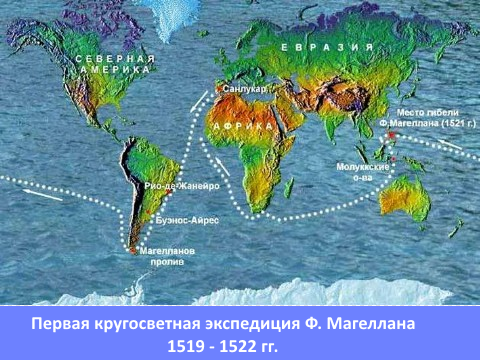 СЕВЕРНАЯ
АМЕРИКА
ЕВРАЗИЯ
Санлукар
АФРИКА
Место гибели
Ф.Магеллана (1521 г.)
Молуккские
о-ва
Рио-де-Жанейро
Буэнос-Айрес
Магелланов
пролив
Первая кругосветная экспедиция Ф. Магеллана
1519 - 1522 гг.